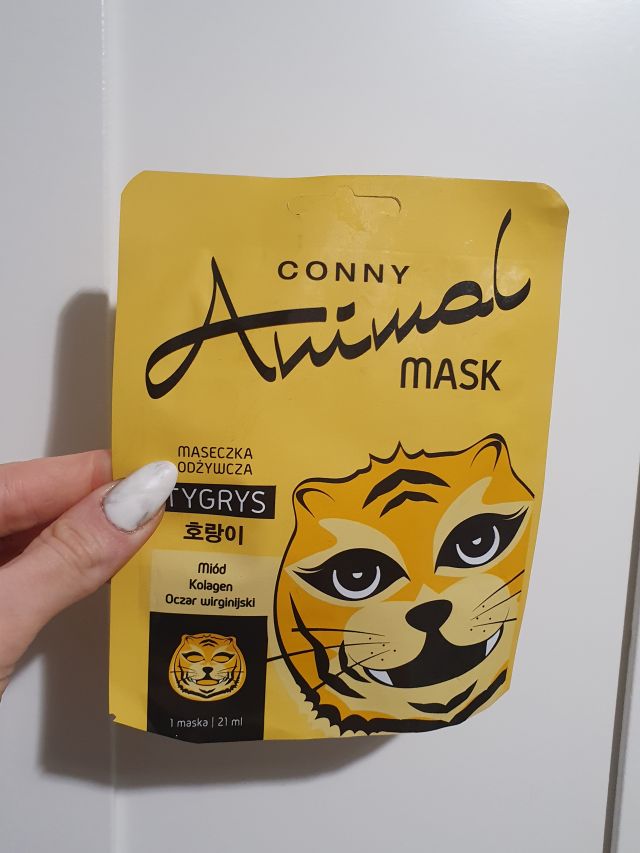 CONNY
Animal
MASK
MASECZKA
ODŻYWCZA
TYGRYS
호랑이
Miód
Kolagen
Oczar wirginijski
1 maska | 21 ml